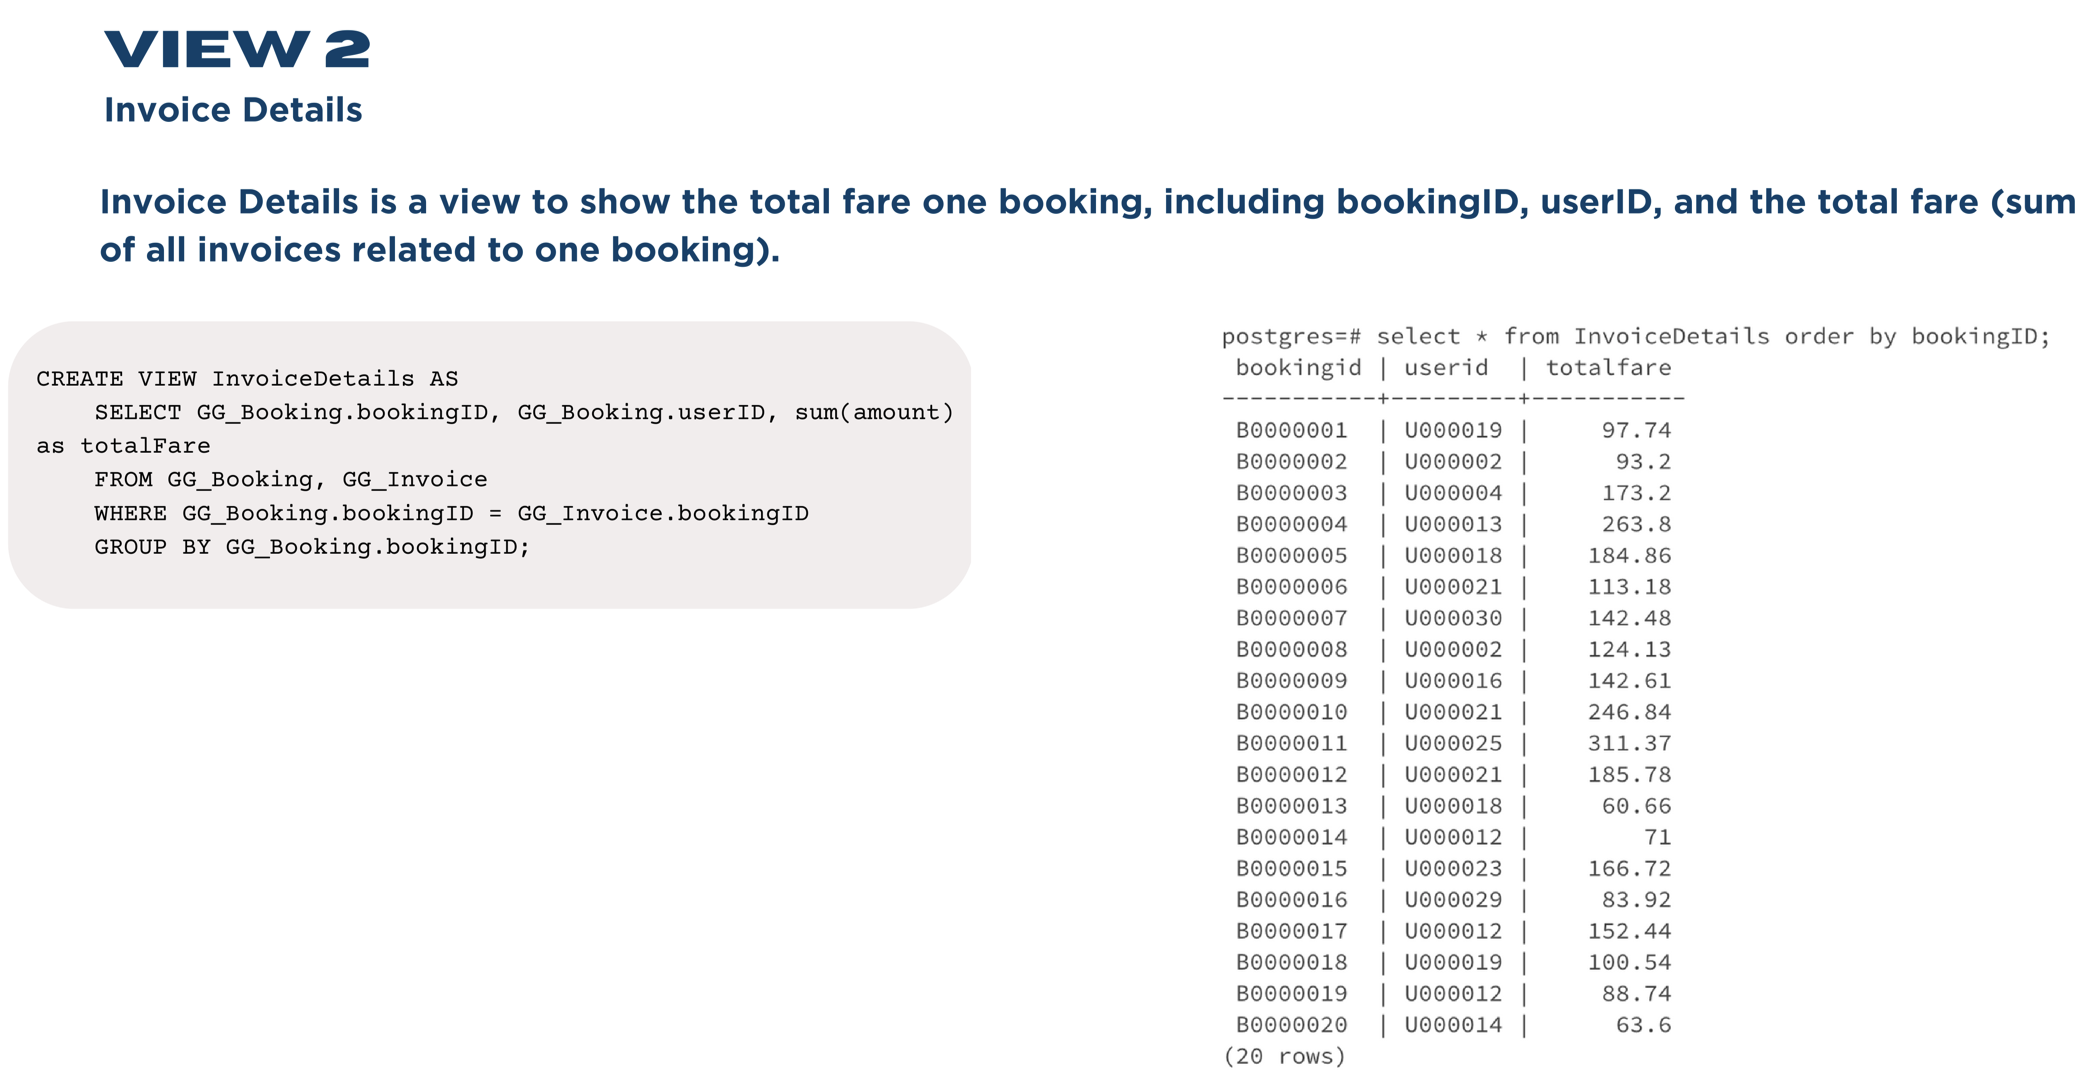 VIEW 2
Invoice Details
Invoice Details is a view to show the total fare one booking, including bookingID, userID, and the total fare (sum
of all invoices related to one booking).
CREATE VIEW InvoiceDetails AS
    SELECT GG_Booking.bookingID, GG_Booking.userID, sum(amount)
as totalFare
    FROM GG_Booking, GG_Invoice
    WHERE GG_Booking.bookingID = GG_Invoice.bookingID
    GROUP BY GG_Booking.bookingID;
postgres=# select * from InvoiceDetails order by bookingID;
 bookingid | userid  | totalfare
-----------+---------+-----------
 B0000001  | U000019 |     97.74
 B0000002  | U000002 |      93.2
 B0000003  | U000004 |     173.2
 B0000004  | U000013 |     263.8
 B0000005  | U000018 |    184.86
 B0000006  | U000021 |    113.18
 B0000007  | U000030 |    142.48
 B0000008  | U000002 |    124.13
 B0000009  | U000016 |    142.61
 B0000010  | U000021 |    246.84
 B0000011  | U000025 |    311.37
 B0000012  | U000021 |    185.78
 B0000013  | U000018 |     60.66
 B0000014  | U000012 |        71
 B0000015  | U000023 |    166.72
 B0000016  | U000029 |     83.92
 B0000017  | U000012 |    152.44
 B0000018  | U000019 |    100.54
 B0000019  | U000012 |     88.74
 B0000020  | U000014 |      63.6
(20 rows)